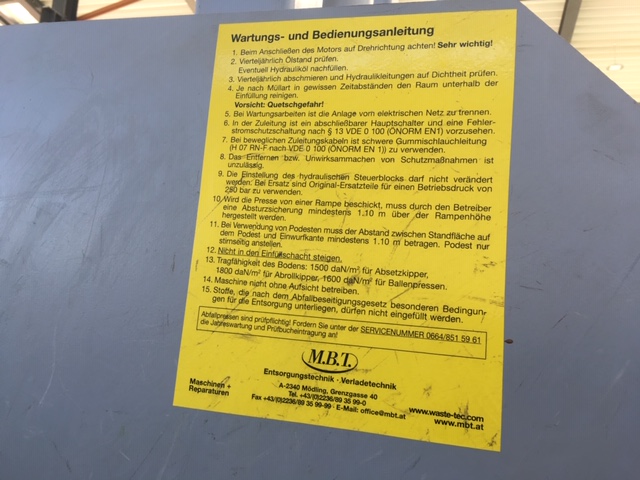 Wartungs- und Bedienungsanleitung
1. Beim Anschließen des Motors auf Drehrichtung achten! Sehr wichtig!
2. Vierteljährlich Ölstand prüfen.
Eventuell Hydrauliköl nachfüllen.
3. Vierteljährlich abschmieren und Hydraulikleitungen auf Dichtheit prüfen.
4. Je nach Müllart in gewissen Zeitabständen den Raum unterhalb der
Einfüllung reinigen.
Vorsicht: Quetschgefahr!
5. Bei Wartungsarbeiten ist die Anlage vom elektrischen Netz zu trennen.
6. In der Zuleitung ist ein abschließbarer Hauptschalter und eine Fehler-
stromschutzschaltung nach § 13 VDE 0 100 (ÖNORM EN1) vorzusehen.
7. Bei beweglichen Zuleitungskabeln ist schwere Gummischlauchleitung
(H 07 RN-F nach VDE 0 100 (ÖNORM EN 1)) zu verwenden.
8. Das Entfernen bzw. Unwirksammachen von Schutzmaßnahmen ist
unzulässig.
9. Die Einstellung des hydraulischen Steuerblocks darf nicht verändert
werden. Bei Ersatz sind Original-Ersatzteile für einen Betriebsdruck von
250 bar zu verwenden.
10. Wird die Presse von einer Rampe beschickt, muss durch den Betreiber
eine Absturzsicherung mindestens 1,10 m über der Rampenhöhe
hergestellt werden.
11. Bei Verwendung von Podesten muss der Abstand zwischen Standfläche auf
dem Podest und Einwurfkante mindestens 1,10 m betragen. Podest nur
stirnseitig anstellen.
12. Nicht in den Einfüllschacht steigen.
13. Tragfähigkeit des Bodens: 1500 daN/m² für Absetzkipper,
1800 daN/m² für Abrollkipper, 1600 daN/m² für Ballenpressen.
14. Maschine nicht ohne Aufsicht betreiben.
15. Stoffe, die nach dem Abfallbeseitigungsgesetz besonderen Bedingun-
gen für die Entsorgung unterliegen, dürfen nicht eingefüllt werden.
Abfallpressen sind prüfpflichtig! Fordern Sie unter der SERVICENUMMER 0664/851 59 61
die Jahreswartung und Prüfbucheintragung an!
M.B.T.
Entsorgungstechnik · Verladetechnik
Maschinen +
Reparaturen
A-2340 Mödling, Grenzgasse 40
Tel. +43/(0)2236/89 35 99-0
Fax +43/(0)2236/89 35 99-99 · E-Mail: office@mbt.at
www.waste-tec.com
www.mbt.at